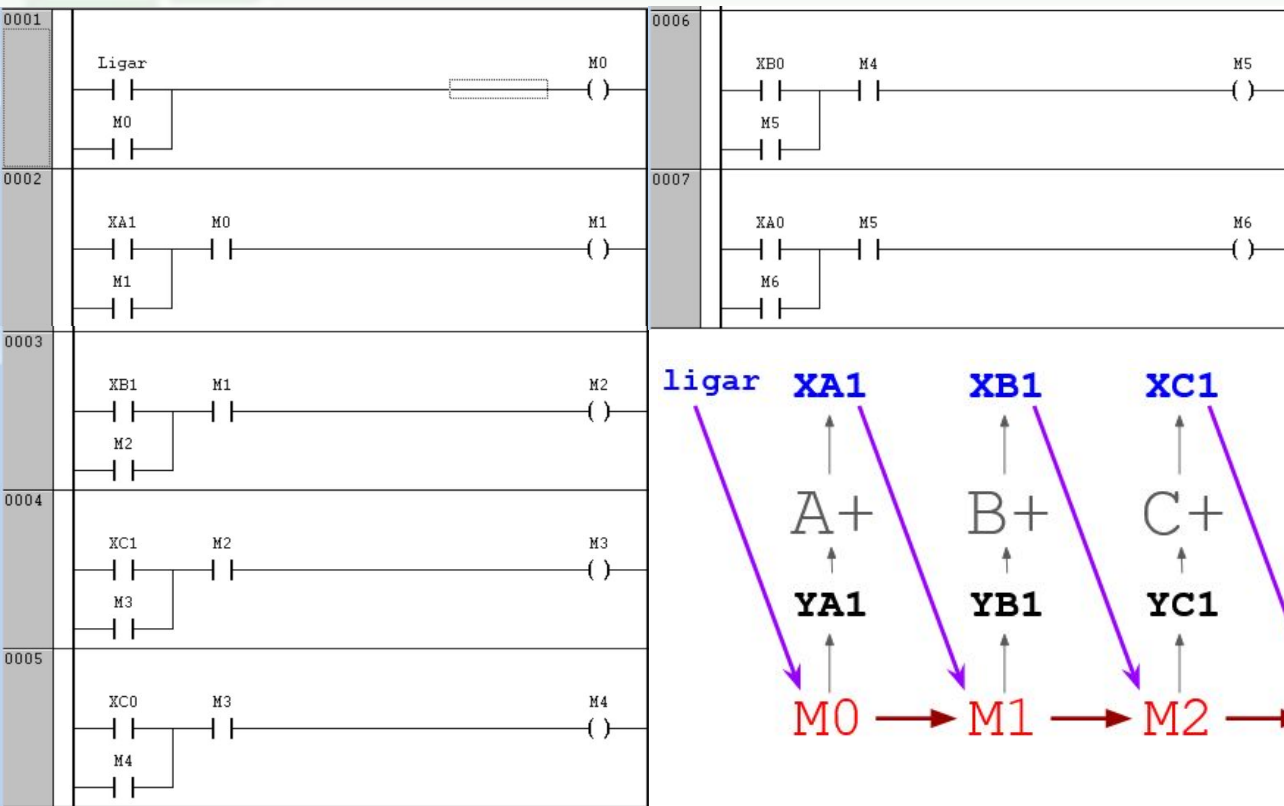 0001
Ligar M0
M0
0002
XA1 M0 M1
M1
0003
XB1 M1 M2
M2
0004
XC1 M2 M3
M3
0005
XC0 M3 M4
M4
0006
XB0 M4 M5
M5
0007
XA0 M5 M6
M6
ligar XA1 XB1 XC1
A+ B+ C+
YA1 YB1 YC1
M0 M1 M2